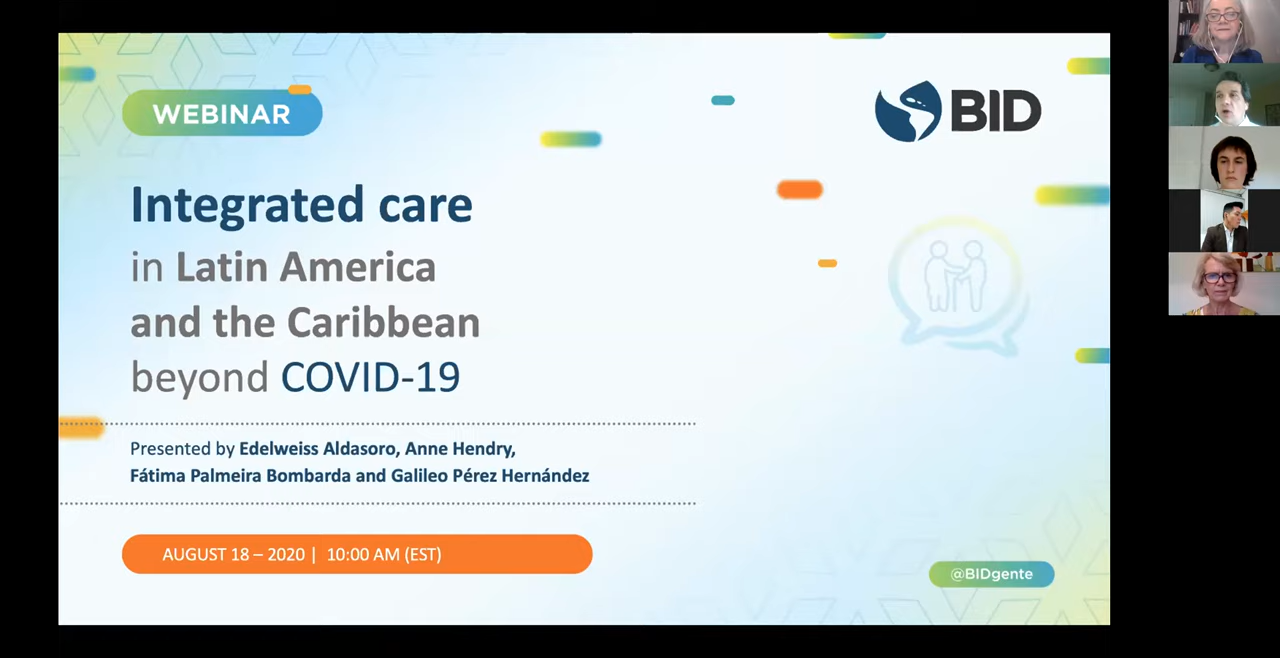 WEBINAR
BID
Integrated care
in Latin America
and the Caribbean
beyond COVID-19
Presented by Edelweiss Aldasoro, Anne Hendry,
Fátima Palmeira Bombarda and Galileo Pérez Hernández
AUGUST 18 – 2020 | 10:00 AM (EST)
@BIDgente